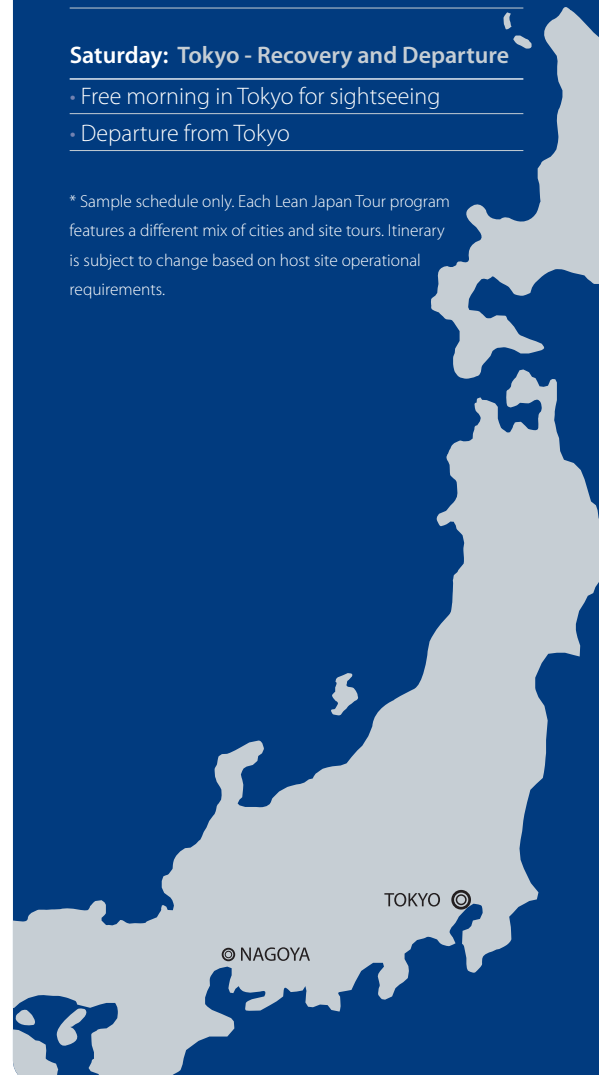 Saturday: Tokyo - Recovery and Departure
• Free morning in Tokyo for sightseeing
• Departure from Tokyo
* Sample schedule only. Each Lean Japan Tour program
features a different mix of cities and site tours. Itinerary
is subject to change based on host site operational
requirements.
TOKYO
NAGOYA